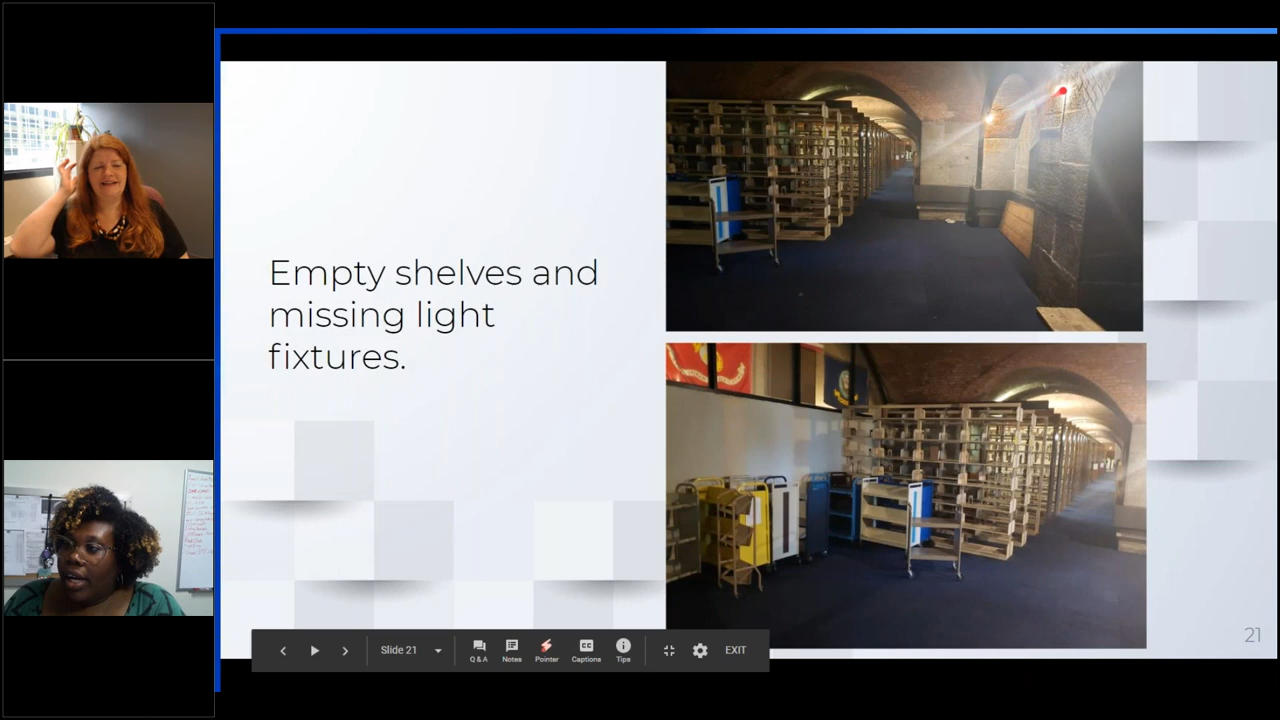 Empty shelves and
missing light
fixtures.
21
Slide 21
Q & A
Notes
Pointer
Captions
Tips
EXIT